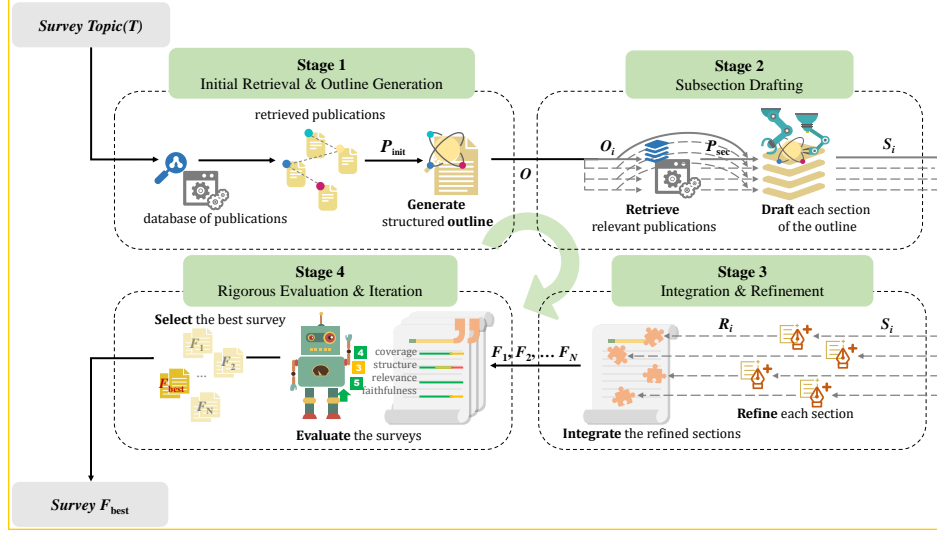 Survey Topic(T)
Stage 1
Initial Retrieval & Outline Generation
retrieved publications
P_init
database of publications
Generate
structured outline
O
Stage 2
Subsection Drafting
O_i
P_sec
S_i
Retrieve
relevant publications
Draft each section
of the outline
Stage 3
Integration & Refinement
R_i
S_i
Refine each section
Integrate the refined sections
F_1, F_2, ... F_N
Stage 4
Rigorous Evaluation & Iteration
Select the best survey
F_1
F_2
...
F_best
F_N
4
3
5
coverage
structure
relevance
faithfulness
Evaluate the surveys
Survey F_best